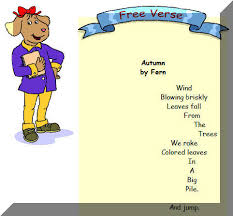 Free Verse
Autumn
by Fern
Wind
Blowing briskly
Leaves fall
From
The
Trees
We rake
Colored leaves
In
A
Big
Pile.
And jump.